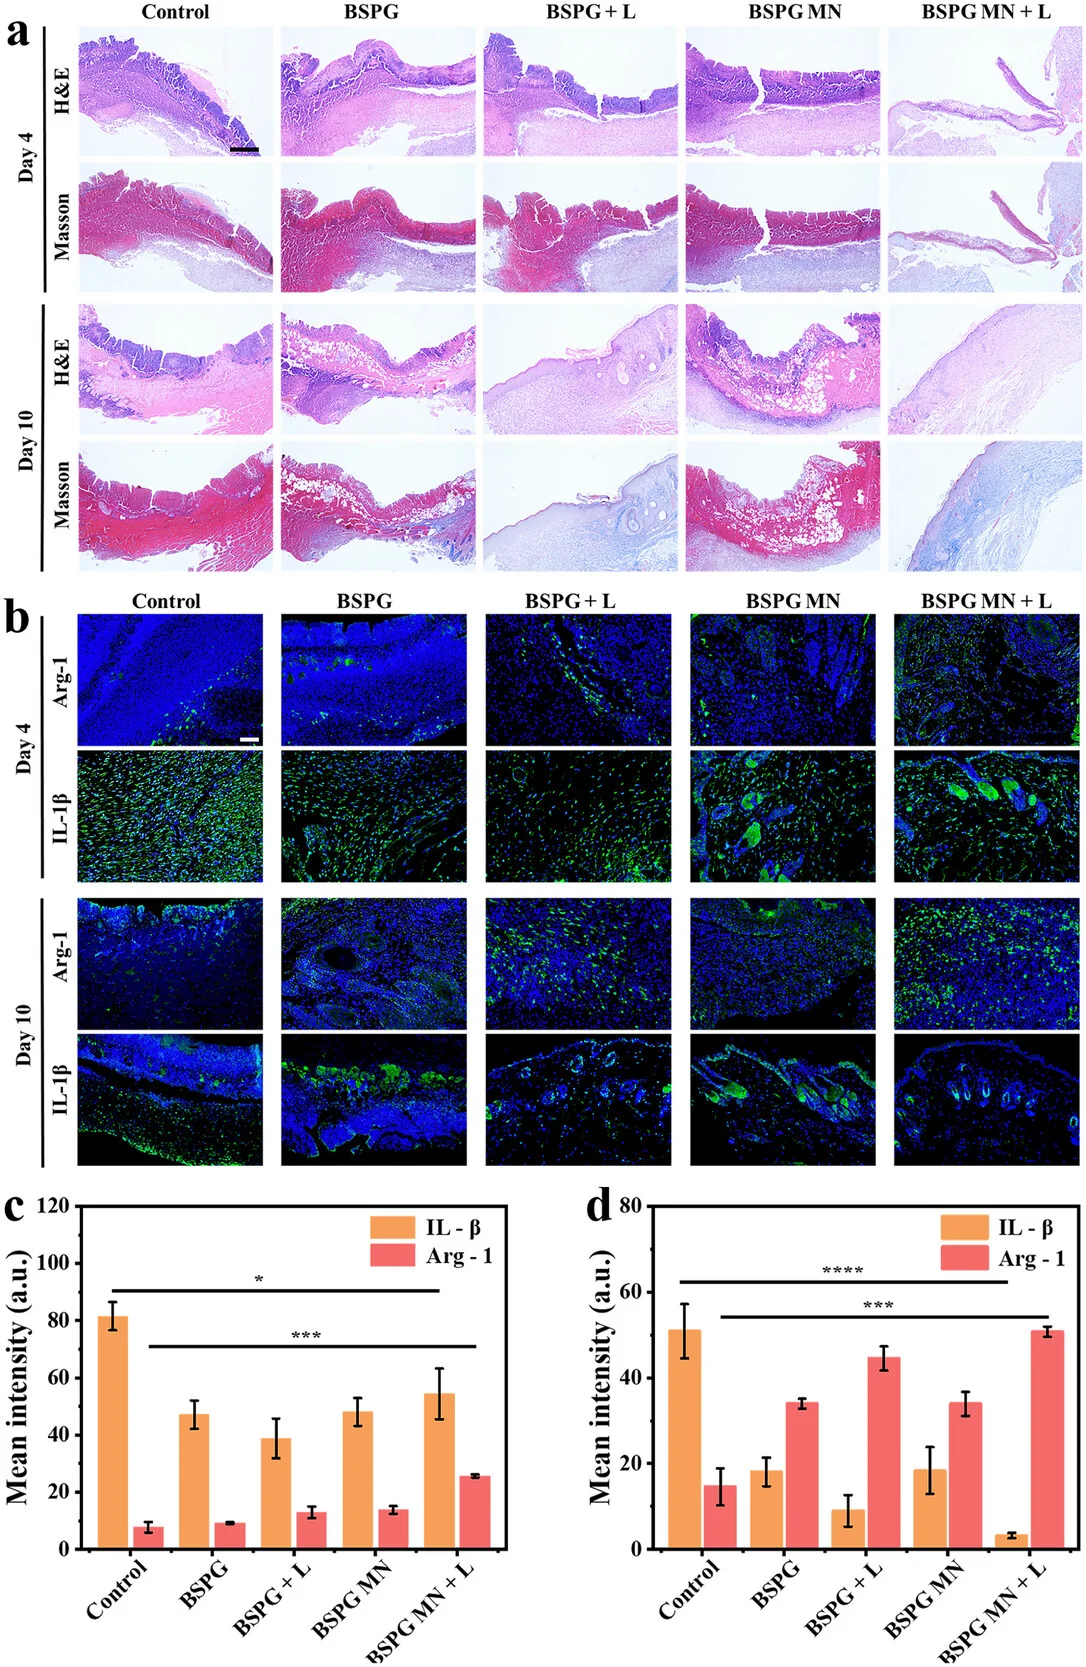 a
Control BSPG BSPG + L BSPG MN BSPG MN + L
Day 4
H&E
Masson
Day 10
H&E
Masson
b
Control BSPG BSPG + L BSPG MN BSPG MN + L
Day 4
Arg-1
IL-1β
Day 10
Arg-1
IL-1β
c
Mean intensity (a.u.)
120
100
80
60
40
20
0
IL - β
Arg - 1
*
***
Control BSPG BSPG + L BSPG MN BSPG MN + L
d
Mean intensity (a.u.)
80
60
40
20
0
IL - β
Arg - 1
****
***
Control BSPG BSPG + L BSPG MN BSPG MN + L